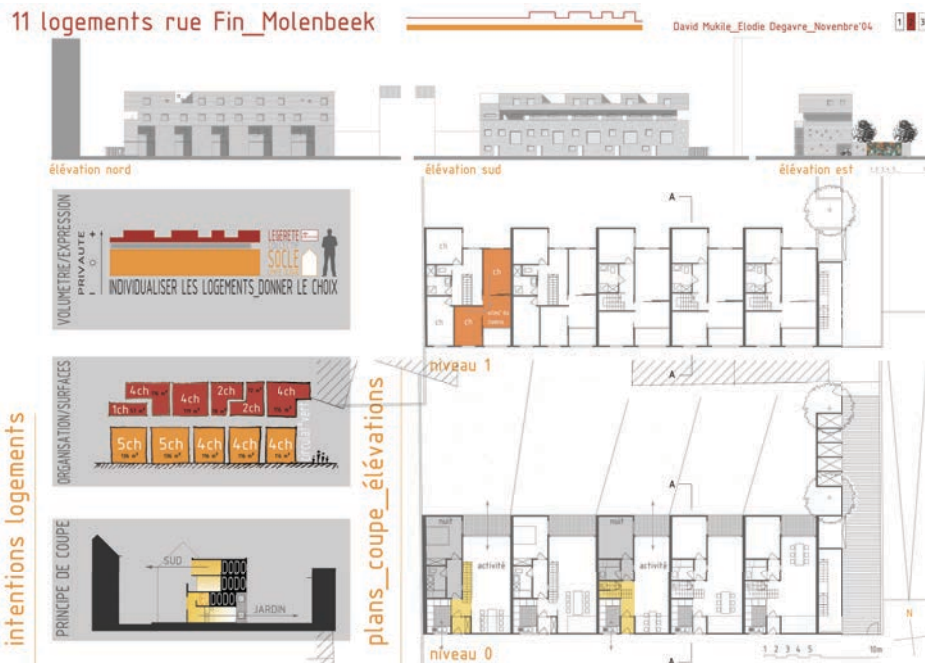 11 logements rue Fin_Molenbeek
David Mukile_Elodie Degavre_Novembre'04
1
3
élévation nord
élévation sud
élévation est
VOLUMETRIE/EXPRESSION
PRIVAUTE
+
-
LEGERETE
SOCLE
INDIVIDUALISER LES LOGEMENTS_DONNER LE CHOIX
A
ch
ch
ch
ch
niveau 1
A
intentions logements
ORGANISATION/SURFACES
4ch
4ch
2ch
4ch
1ch
2ch
5ch
5ch
4ch
4ch
4ch
plans_coupe_élévations
PRINCIPE DE COUPE
SUD
JARDIN
A
nuit
activité
nuit
activité
niveau 0
A
N
1 2 3 4 5 10m